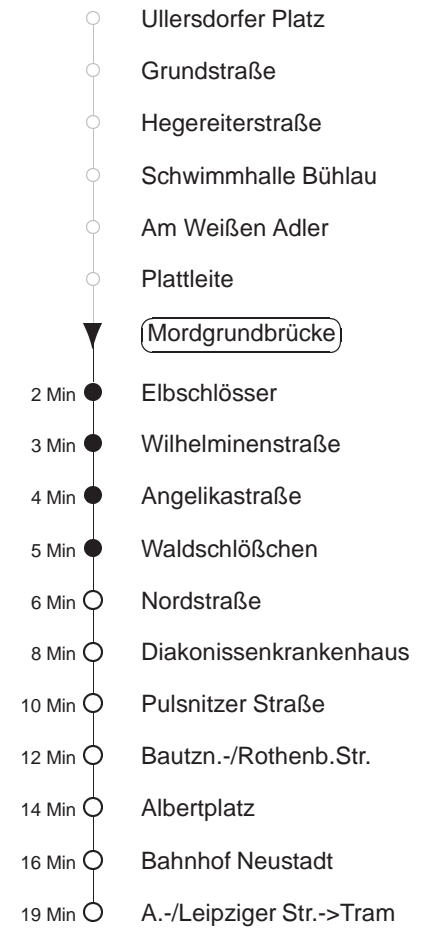 Ullersdorfer Platz
Grundstraße
Hegereiterstraße
Schwimmhalle Bühlau
Am Weißen Adler
Plattleite
Mordgrundbrücke
2 Min Elbschlösser
3 Min Wilhelminenstraße
4 Min Angelikastraße
5 Min Waldschlößchen
6 Min Nordstraße
8 Min Diakonissenkrankenhaus
10 Min Pulsnitzer Straße
12 Min Bautzn.-/Rothenb.Str.
14 Min Albertplatz
16 Min Bahnhof Neustadt
19 Min A.-/Leipziger Str.->Tram